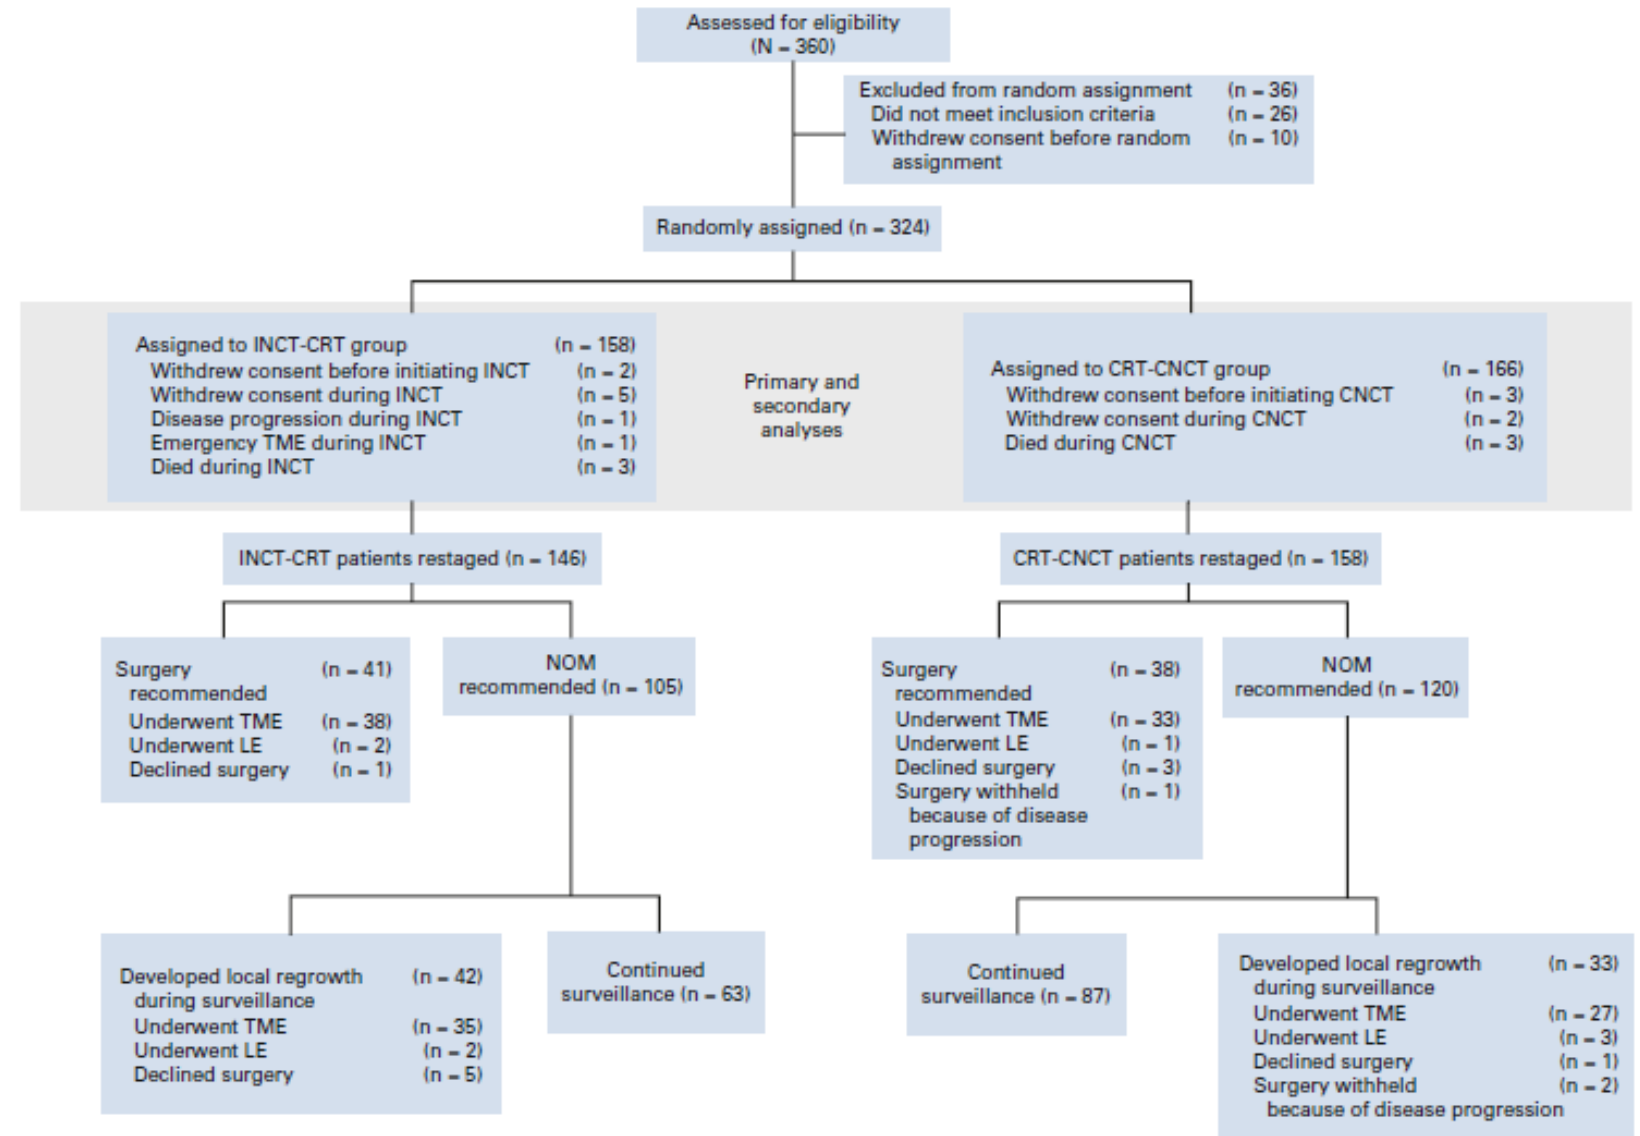 Assessed for eligibility
(N = 360)
Excluded from random assignment (n = 36)
Did not meet inclusion criteria (n = 26)
Withdrew consent before random (n = 10)
assignment
Randomly assigned (n = 324)
Assigned to INCT-CRT group (n = 158)
Withdrew consent before initiating INCT (n = 2)
Withdrew consent during INCT (n = 5)
Disease progression during INCT (n = 1)
Emergency TME during INCT (n = 1)
Died during INCT (n = 3)
Primary and
secondary
analyses
Assigned to CRT-CNCT group (n = 166)
Withdrew consent before initiating CNCT (n = 3)
Withdrew consent during CNCT (n = 2)
Died during CNCT (n = 3)
INCT-CRT patients restaged (n = 146)
CRT-CNCT patients restaged (n = 158)
Surgery (n = 41)
recommended
Underwent TME (n = 38)
Underwent LE (n = 2)
Declined surgery (n = 1)
NOM
recommended (n = 105)
Surgery (n = 38)
recommended
Underwent TME (n = 33)
Underwent LE (n = 1)
Declined surgery (n = 3)
Surgery withheld (n = 1)
because of disease
progression
NOM
recommended (n = 120)
Developed local regrowth (n = 42)
during surveillance
Underwent TME (n = 35)
Underwent LE (n = 2)
Declined surgery (n = 5)
Continued
surveillance (n = 63)
Continued
surveillance (n = 87)
Developed local regrowth (n = 33)
during surveillance
Underwent TME (n = 27)
Underwent LE (n = 3)
Declined surgery (n = 1)
Surgery withheld (n = 2)
because of disease progression